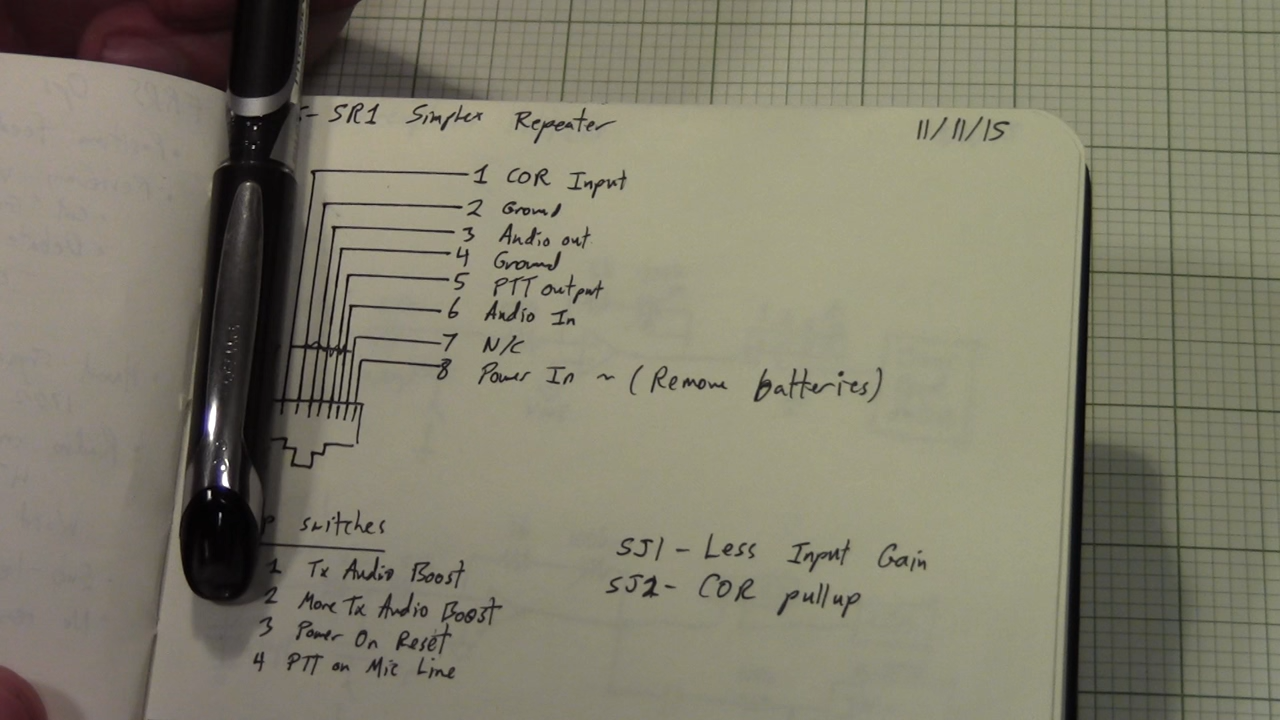 SR1 Simplex Repeater
11/11/15
1 COR Input
2 Ground
3 Audio out
4 Ground
5 PTT output
6 Audio In
7 N/C
8 Power In ~ (Remove batteries)
switches
1 Tx Audio Boost
2 More Tx Audio Boost
3 Power On Reset
4 PTT on Mic Line
SJ1 - Less Input Gain
SJ2 - COR pullup